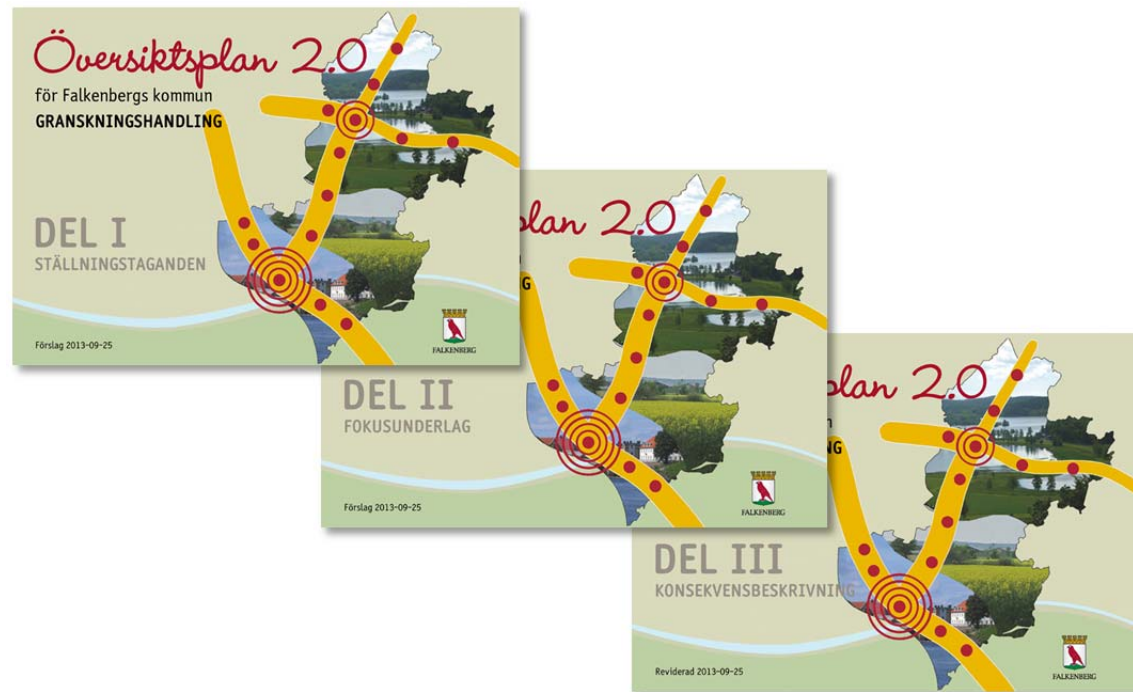 Översiktsplan 2.0
för Falkenbergs kommun
GRANSKNINGSHANDLING
DEL I
STÄLLNINGSTAGANDEN
Förslag 2013-09-25
FALKENBERG
plan 2.0
DEL II
FOKUSUNDERLAG
Förslag 2013-09-25
FALKENBERG
plan 2.0
NG
DEL III
KONSEKVENSBESKRIVNING
Reviderad 2013-09-25
FALKENBERG